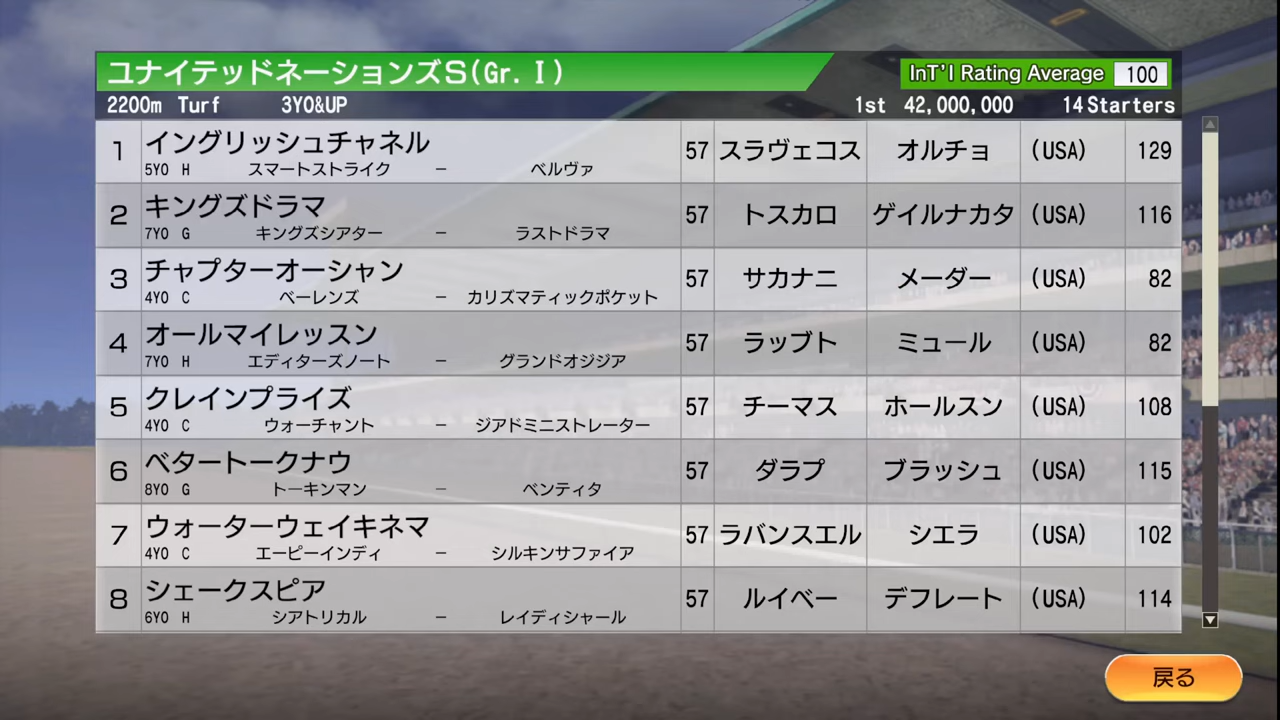 ユナイテッドネーションズS(Gr.Ⅰ) InT'l Rating Average 100
2200m Turf 3YO&UP 1st 42,000,000 14Starters
1 イングリッシュチャネル 57 スラヴェコス オルチョ (USA) 129
5YO H スマートストライク − ベルヴァ
2 キングズドラマ 57 トスカロ ゲイルナカタ (USA) 116
7YO G キングズシアター − ラストドラマ
3 チャプターオーシャン 57 サカナニ メーダー (USA) 82
4YO C ベーレンズ − カリズマティックポケット
4 オールマイレッスン 57 ラッブト ミュール (USA) 82
7YO H エディターズノート − グランドオジジア
5 クレインプライズ 57 チーマス ホールスン (USA) 108
4YO C ウォーチャント − ジアドミニストレーター
6 ベタートークナウ 57 ダラプ ブラッシュ (USA) 115
8YO G トーキンマン − ベンティタ
7 ウォーターウェイキネマ 57 ラバンスエル シエラ (USA) 102
4YO C エーピーインディ − シルキンサファイア
8 シェークスピア 57 ルイベー デフレート (USA) 114
6YO H シアトリカル − レイディシャール
戻る